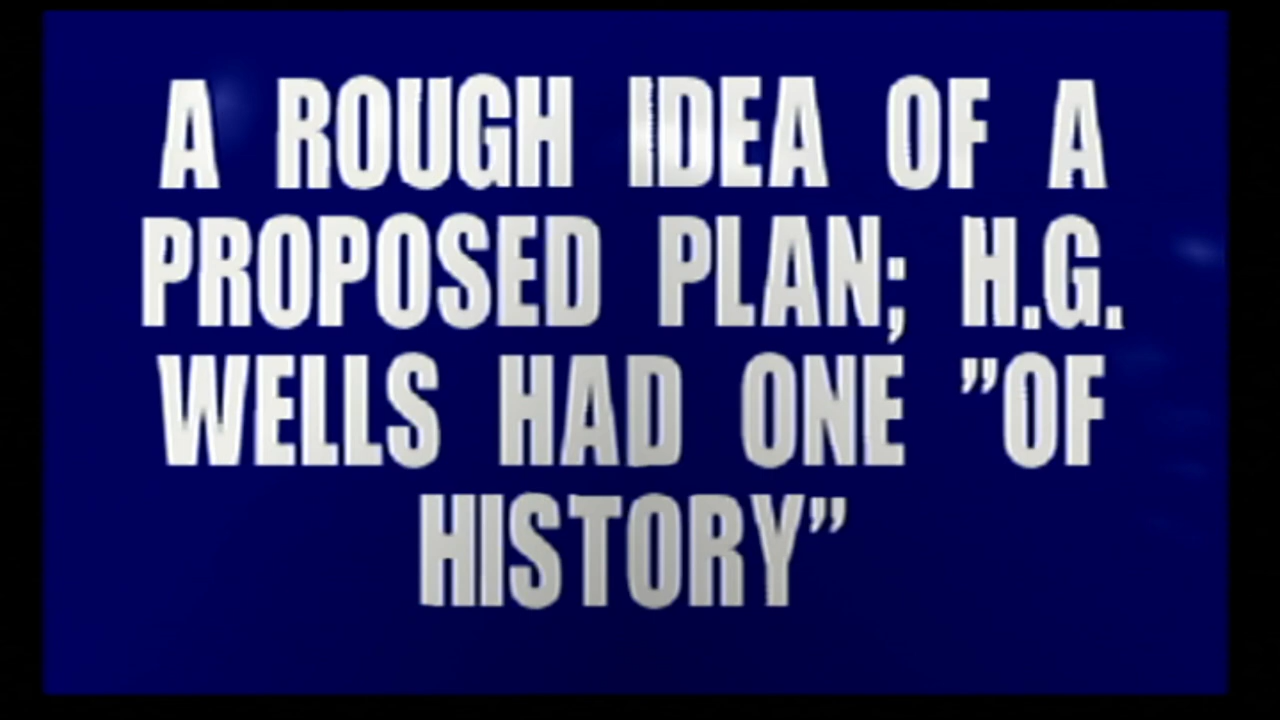 A ROUGH IDEA OF A
PROPOSED PLAN; H.G.
WELLS HAD ONE ”OF
HISTORY”